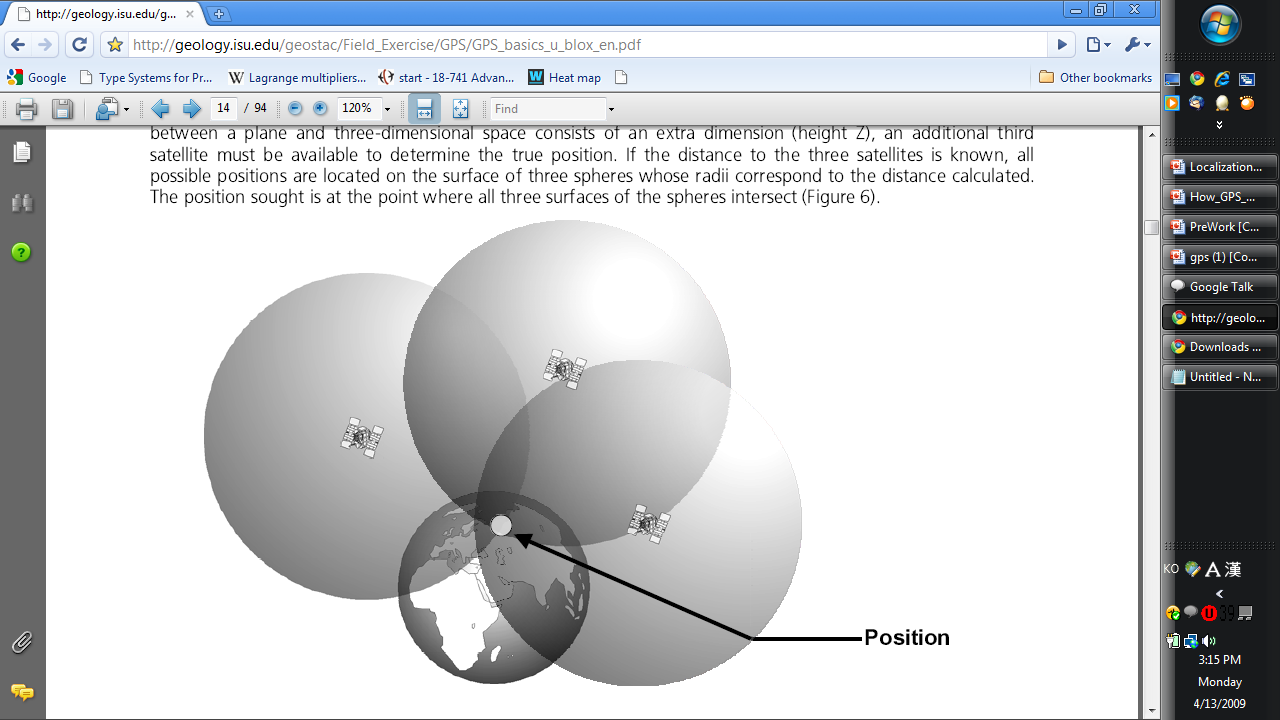 http://geology.isu.edu/g...
http://geology.isu.edu/geostac/Field_Exercise/GPS/GPS_basics_u_blox_en.pdf
Google Type Systems for Pr... Lagrange multipliers... start - 18-741 Advan... Heat map Other bookmarks
14 / 94 120% Find
between a plane and three-dimensional space consists of an extra dimension (height Z), an additional third
satellite must be available to determine the true position. If the distance to the three satellites is known, all
possible positions are located on the surface of three spheres whose radii correspond to the distance calculated.
The position sought is at the point where all three surfaces of the spheres intersect (Figure 6).
Position
Localization...
How_GPS_...
PreWork [C...
gps (1) [Co...
Google Talk
http://geolo...
Downloads ...
Untitled - N...
KO A 漢
39
3:15 PM
Monday
4/13/2009